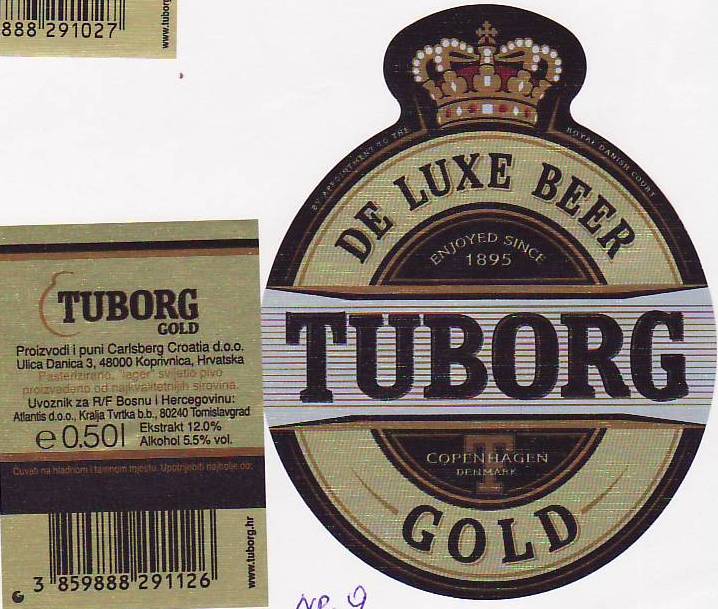 888 291027
www.tuborg
BY APPOINTMENT TO THE ROYAL DANISH COURT
DE LUXE BEER
ENJOYED SINCE
1895
TUBORG
COPENHAGEN
DENMARK
T
GOLD
TUBORG
GOLD
Proizvodi i puni Carlsberg Croatia d.o.o.
Ulica Danica 3, 48000 Koprivnica, Hrvatska
Pasterizirano, "lager" svijetlo pivo
proizvedeno od najkvalitetnijih sirovina.
Uvoznik za R/F Bosnu i Hercegovinu:
Atlantis d.o.o., Kralja Tvrtka b.b., 80240 Tomislavgrad
e 0.50l Ekstrakt 12.0%
Alkohol 5.5% vol.
Čuvati na hladnom i tamnom mjestu. Upotrijebiti najbolje do:
3 859888 291126
www.tuborg.hr